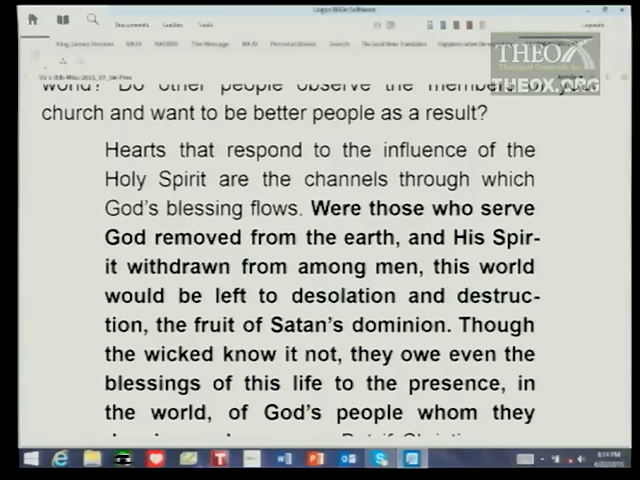 Logos Bible Software
Documents Guides Tools
Layouts
King James Version NKJV NASB95 The Message NKJV Personal Books Search The Good News Translation
THEO
THEOX.ORG
world? Do other people observe the members of your
church and want to be better people as a result?
Hearts that respond to the influence of the
Holy Spirit are the channels through which
God's blessing flows. Were those who serve
God removed from the earth, and His Spir-
it withdrawn from among men, this world
would be left to desolation and destruc-
tion, the fruit of Satan's dominion. Though
the wicked know it not, they owe even the
blessings of this life to the presence, in
the world, of God's people whom they
But if Christians
8:14 PM